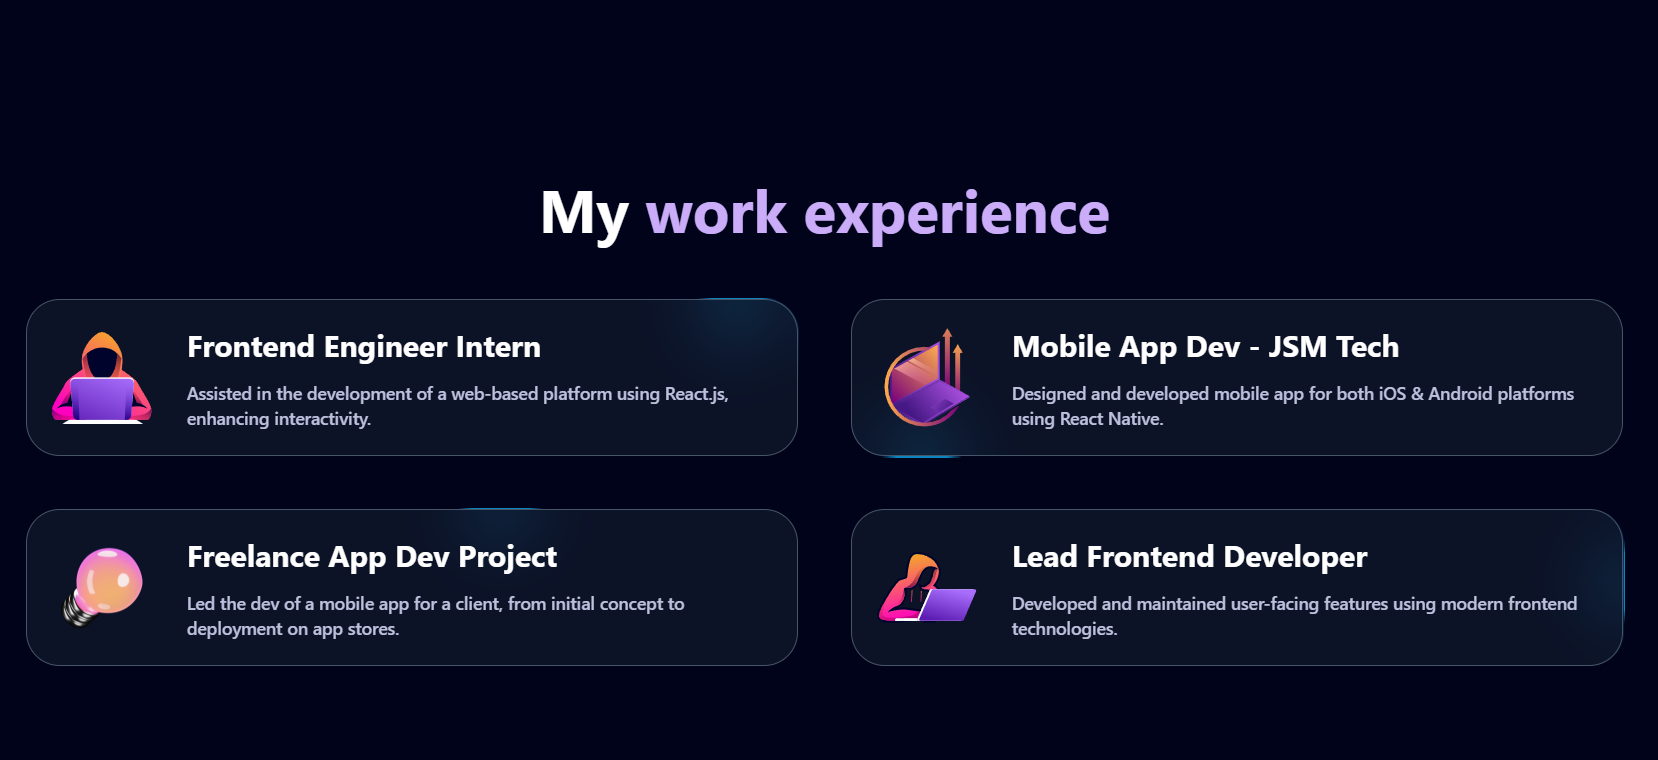 My work experience
Frontend Engineer Intern
Assisted in the development of a web-based platform using React.js,
enhancing interactivity.
Mobile App Dev - JSM Tech
Designed and developed mobile app for both iOS & Android platforms
using React Native.
Freelance App Dev Project
Led the dev of a mobile app for a client, from initial concept to
deployment on app stores.
Lead Frontend Developer
Developed and maintained user-facing features using modern frontend
technologies.